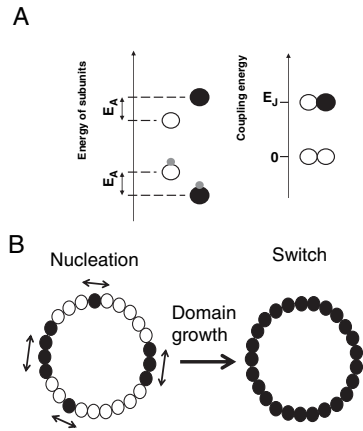 A
Energy of subunits
E_A
E_A
Coupling energy
E_J
0
B
Nucleation
Switch
Domain
growth